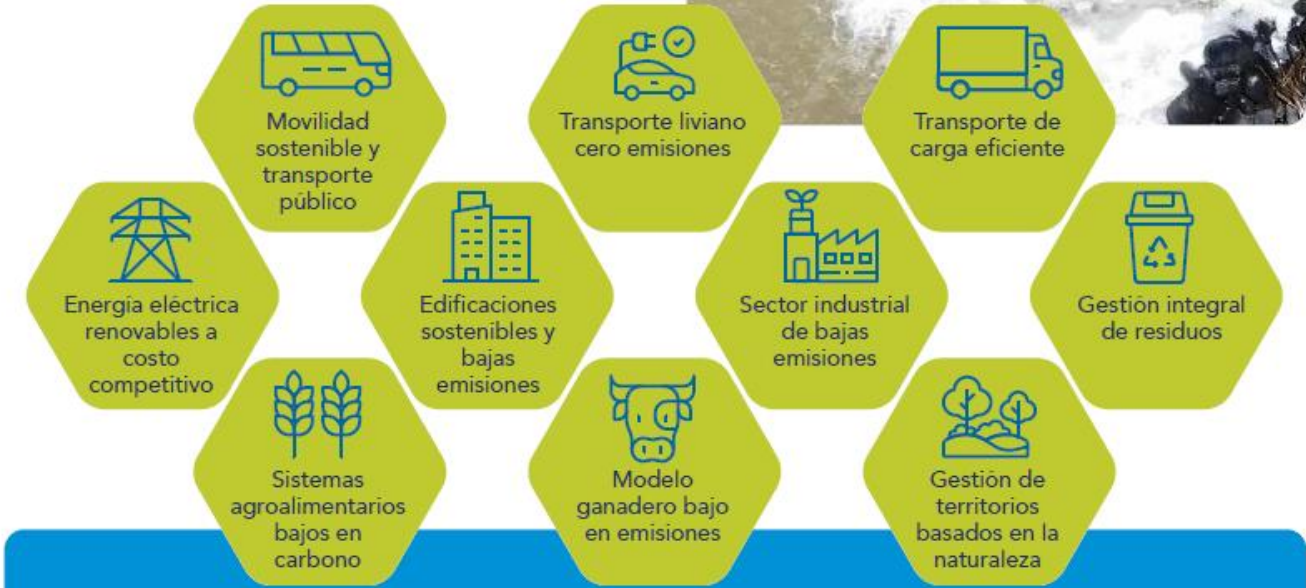 Movilidad
sostenible y
transporte
público
Transporte liviano
cero emisiones
Transporte de
carga eficiente
Energía eléctrica
renovables a
costo
competitivo
Edificaciones
sostenibles y
bajas
emisiones
Sector industrial
de bajas
emisiones
Gestión integral
de residuos
Sistemas
agroalimentarios
bajos en
carbono
Modelo
ganadero bajo
en emisiones
Gestión de
territorios
basados en la
naturaleza